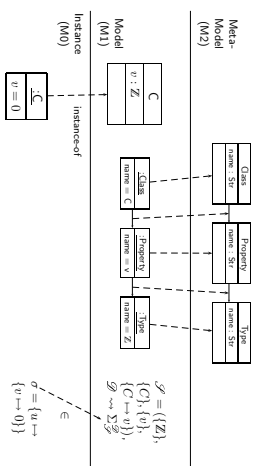 Meta-
Model
(M2)
Class
name : Str
Property
name : Str
Type
name : Str
Model
(M1)
C
v : ℤ
:Class
name = C
:Property
name = v
:Type
name = Z
𝒮 = ({ℤ},
{C}, {v},
{C ↦ v}),
𝒟 ⇝ Σ𝒟𝒮
Instance
(M0)
:C
v = 0
instance-of
∈
σ = {u ↦
{v ↦ 0}}